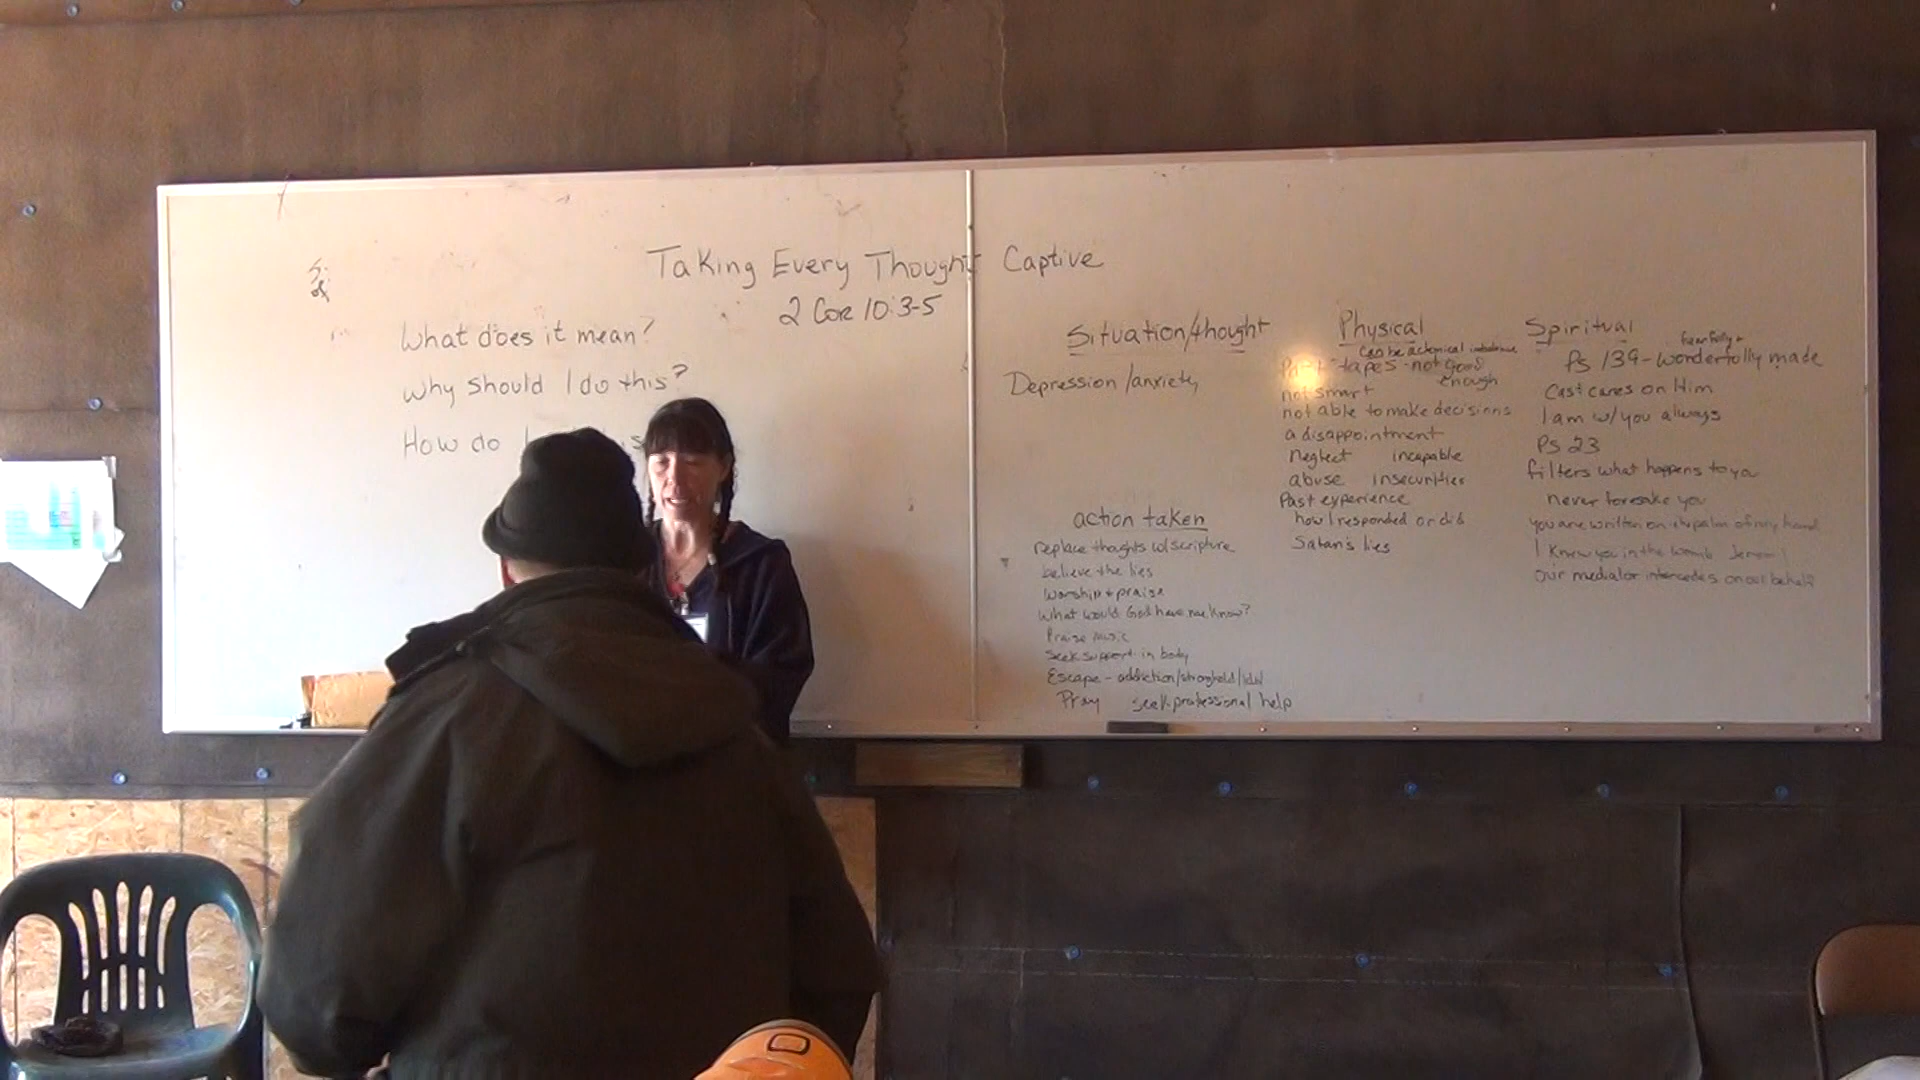 Taking Every Thought Captive
2 Cor 10:3-5
What does it mean?
Why should I do this?
How do I
Situation/thought
Depression/anxiety
action taken
replace thoughts w/scripture
believe the lies
worship + praise
What would God have me know?
Praise music
Seek support in body
Escape - addiction/stronghold/idol
Pray seek professional help
Physical
Can be a chemical imbalance
tapes - not good
enough
not smart
not able to make decisions
a disappointment
neglect incapable
abuse insecurities
Past experience
how I responded or did
Satan's lies
Spiritual
fearfully +
Ps 139 - wonderfully made
Cast cares on Him
I am w/you always
Ps 23
filters what happens to you
never foresake you
you are written on the palm of my hand
I knew you in the womb
Our mediator intercedes on our behalf